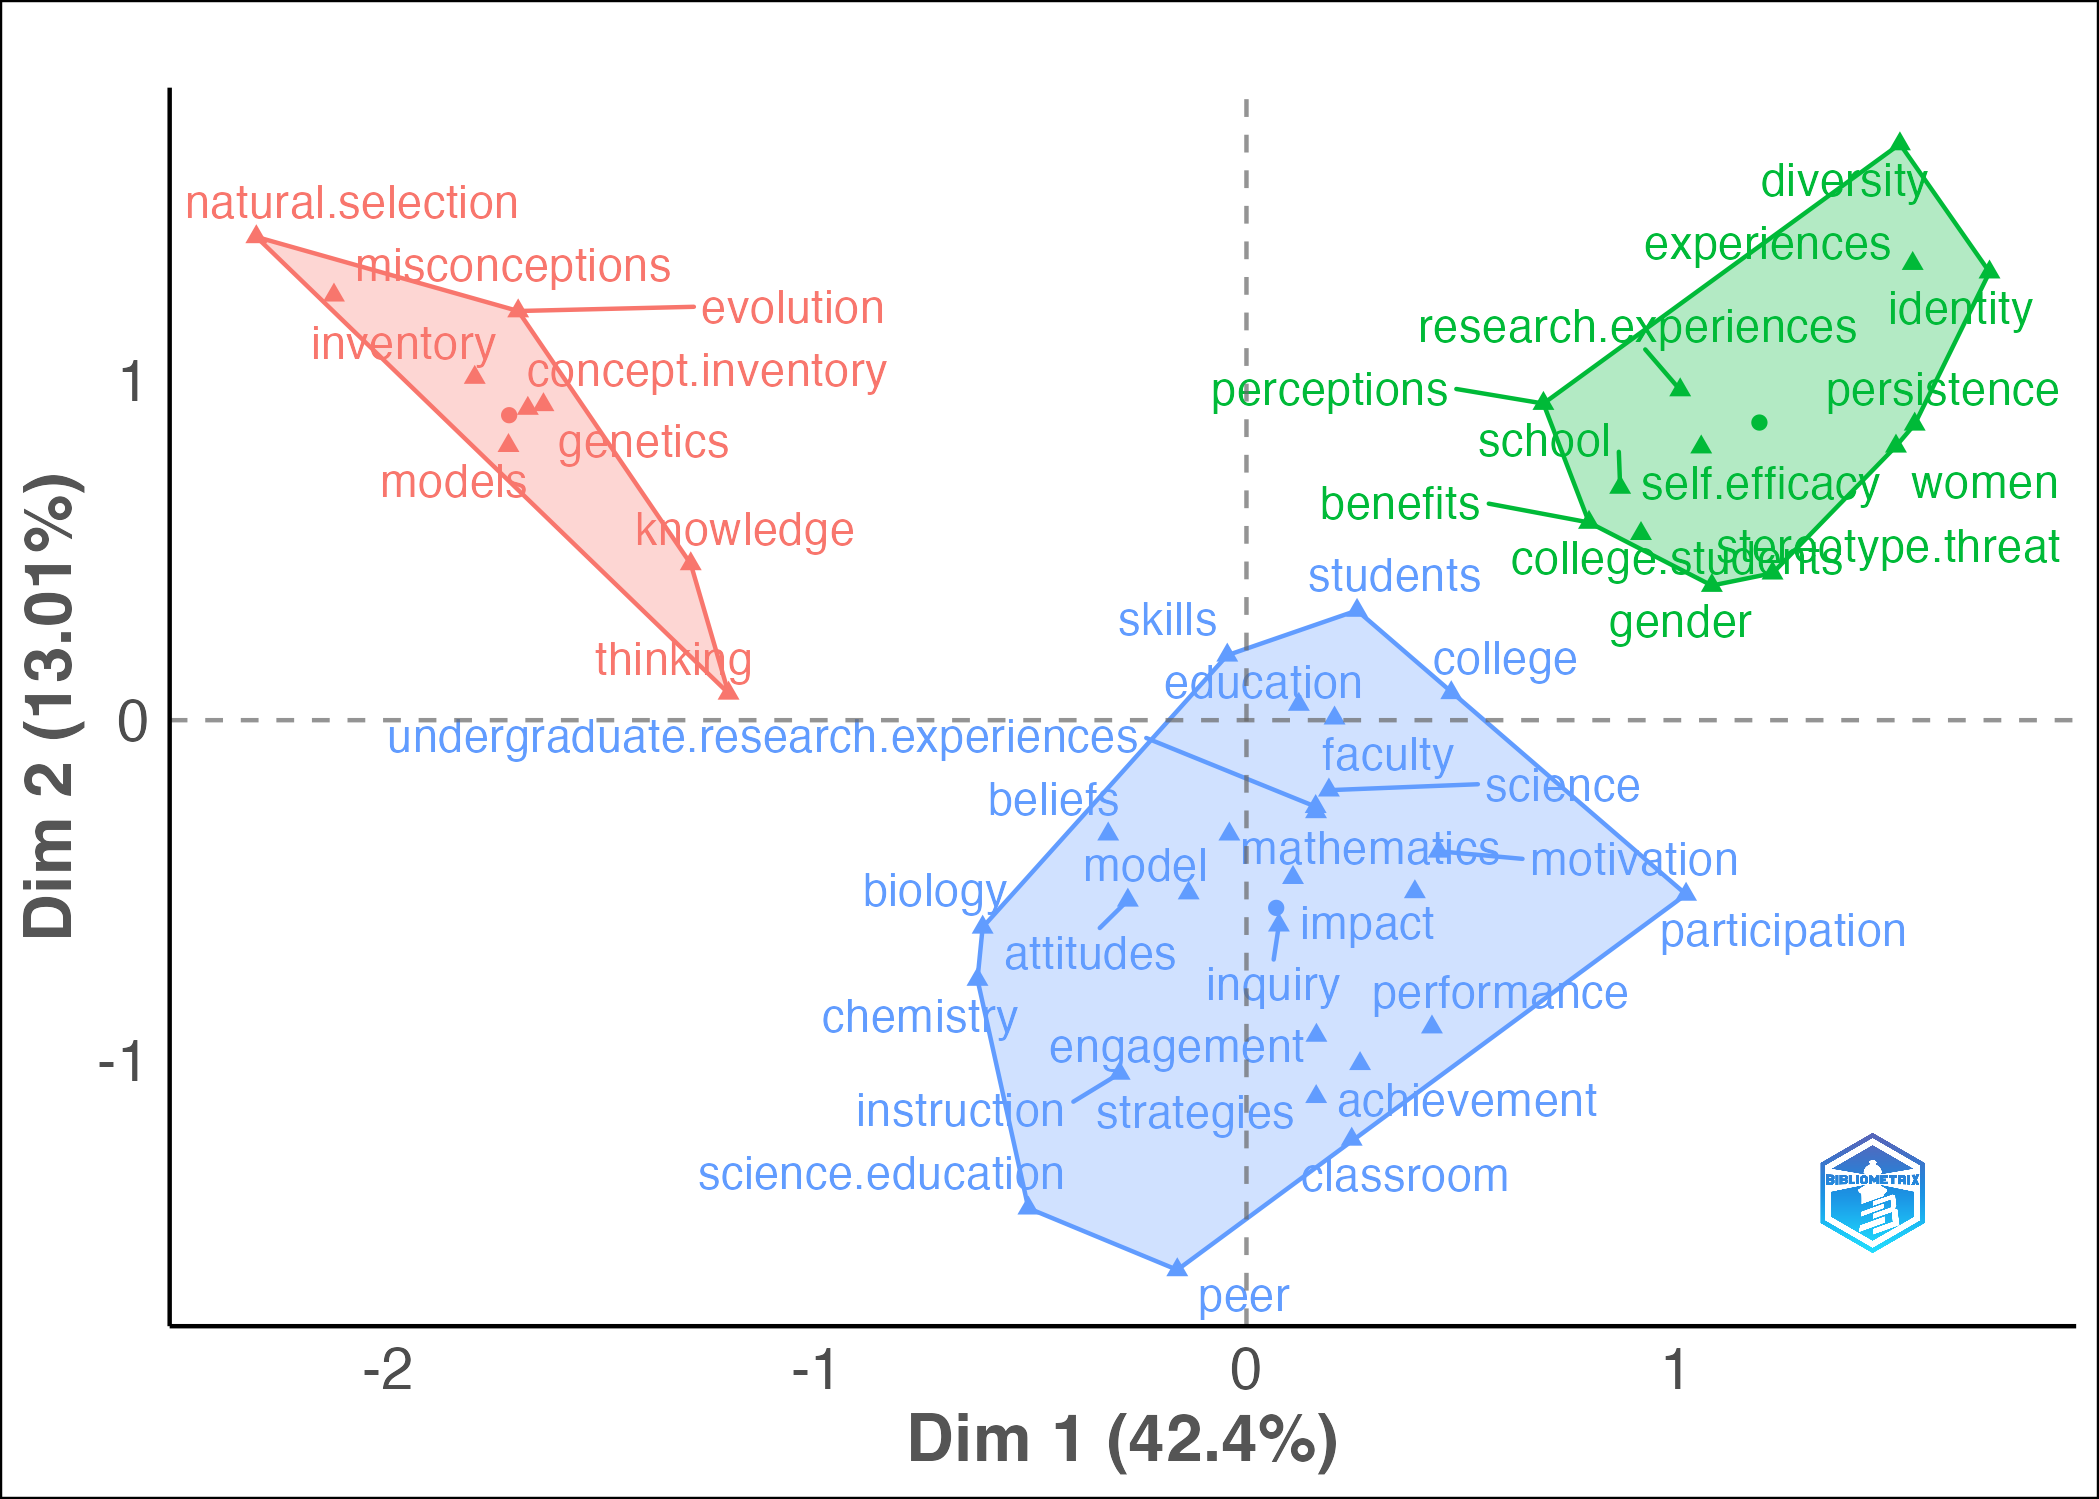 natural.selection
misconceptions
evolution
inventory
concept.inventory
genetics
models
knowledge
thinking
diversity
experiences
identity
research.experiences
perceptions
persistence
school
self.efficacy
women
benefits
stereotype.threat
college.students
gender
students
skills
college
education
undergraduate.research.experiences
faculty
science
beliefs
mathematics
motivation
model
biology
impact
participation
attitudes
inquiry
performance
chemistry
engagement
achievement
instruction
strategies
science.education
classroom
peer
BIBLIOMETRIX
1
0
-1
Dim 2 (13.01%)
-2
-1
0
1
Dim 1 (42.4%)